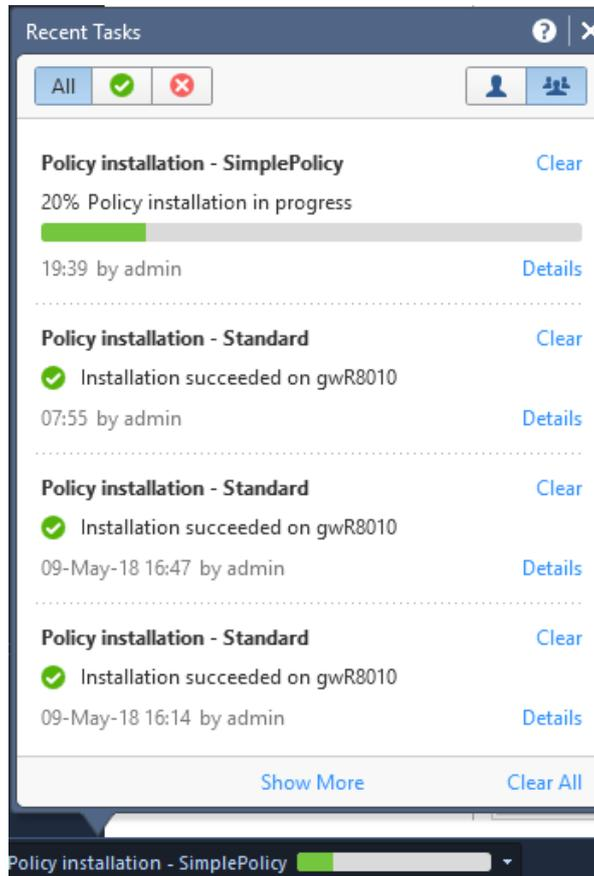 Recent Tasks
All
Policy installation - SimplePolicy Clear
20% Policy installation in progress
19:39 by admin Details
Policy installation - Standard Clear
Installation succeeded on gwR8010
07:55 by admin Details
Policy installation - Standard Clear
Installation succeeded on gwR8010
09-May-18 16:47 by admin Details
Policy installation - Standard Clear
Installation succeeded on gwR8010
09-May-18 16:14 by admin Details
Show More Clear All
Policy installation - SimplePolicy